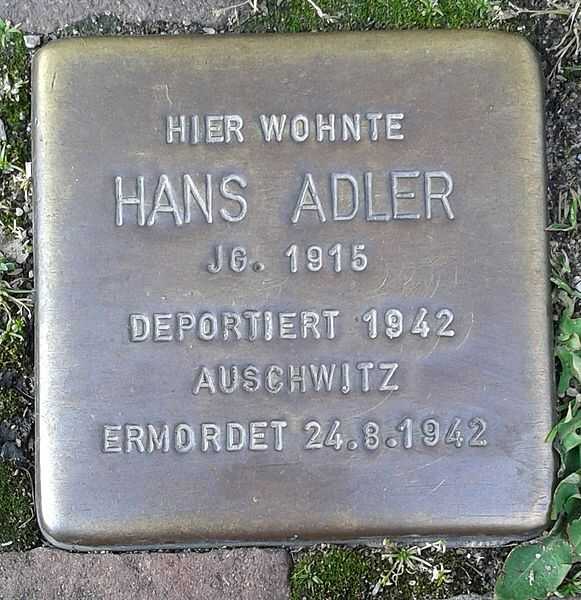 HIER WOHNTE
HANS ADLER
JG. 1915
DEPORTIERT 1942
AUSCHWITZ
ERMORDET 24.8.1942